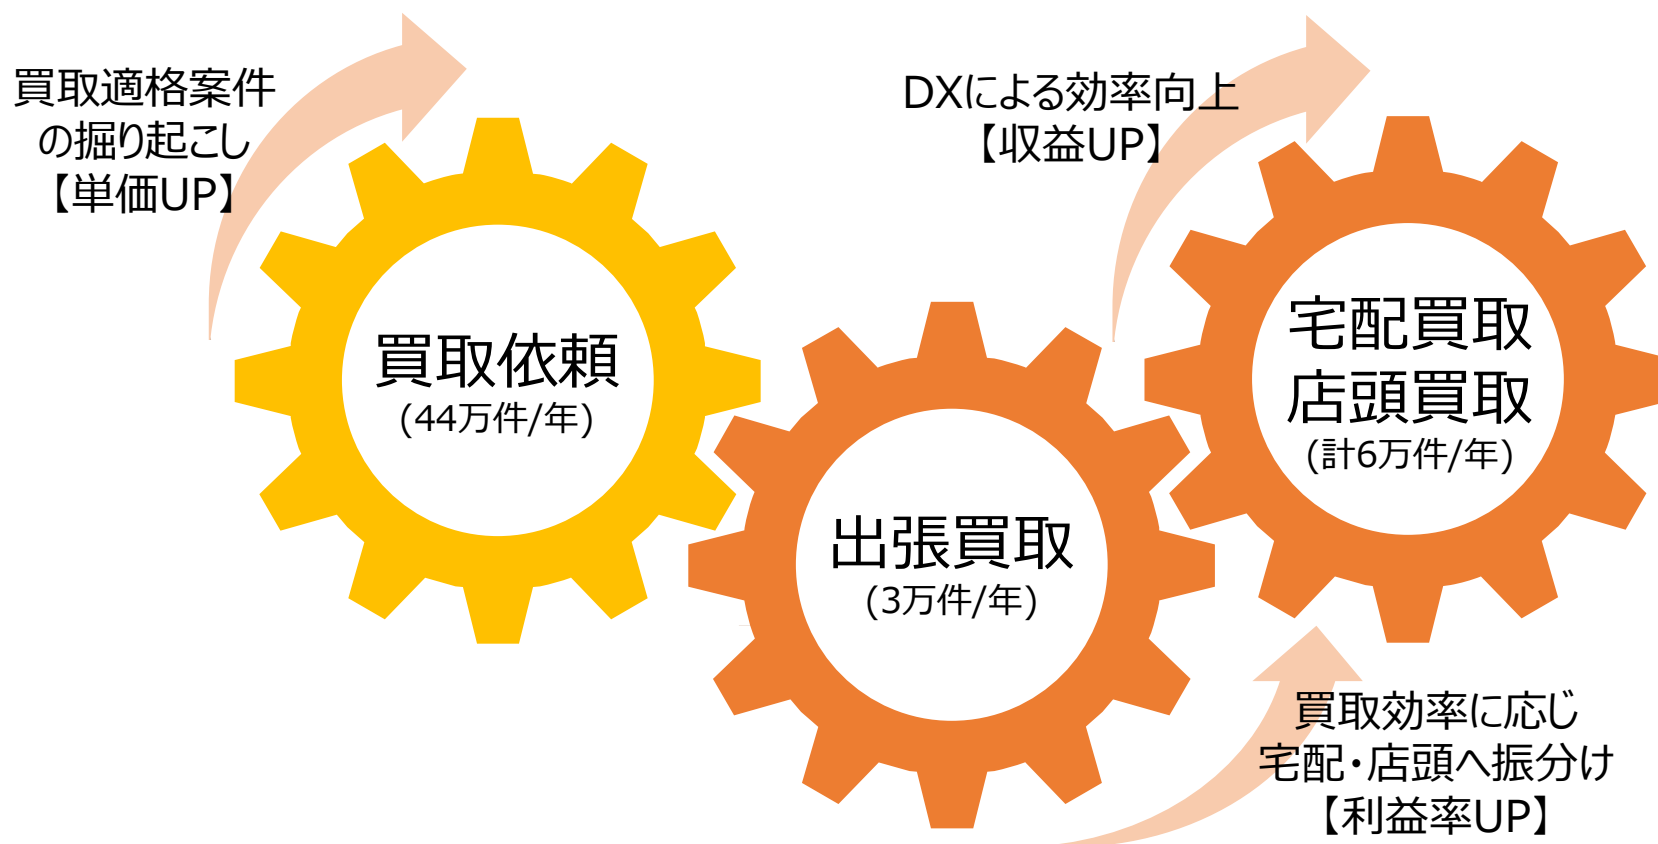 買取適格案件
の掘り起こし
【単価UP】
買取依頼
(44万件/年)
出張買取
(3万件/年)
DXによる効率向上
【収益UP】
宅配買取
店頭買取
(計6万件/年)
買取効率に応じ
宅配・店頭へ振分け
【利益率UP】